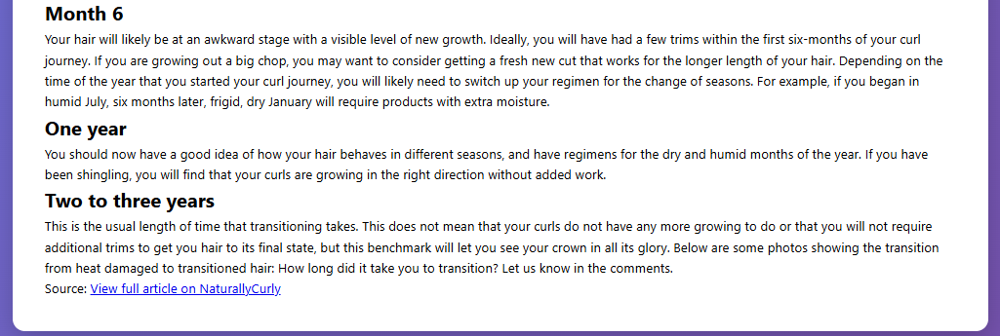 Month 6
Your hair will likely be at an awkward stage with a visible level of new growth. Ideally, you will have had a few trims within the first six-months of your curl
journey. If you are growing out a big chop, you may want to consider getting a fresh new cut that works for the longer length of your hair. Depending on the
time of the year that you started your curl journey, you will likely need to switch up your regimen for the change of seasons. For example, if you began in
humid July, six months later, frigid, dry January will require products with extra moisture.
One year
You should now have a good idea of how your hair behaves in different seasons, and have regimens for the dry and humid months of the year. If you have
been shingling, you will find that your curls are growing in the right direction without added work.
Two to three years
This is the usual length of time that transitioning takes. This does not mean that your curls do not have any more growing to do or that you will not require
additional trims to get you hair to its final state, but this benchmark will let you see your crown in all its glory. Below are some photos showing the transition
from heat damaged to transitioned hair: How long did it take you to transition? Let us know in the comments.
Source: View full article on NaturallyCurly